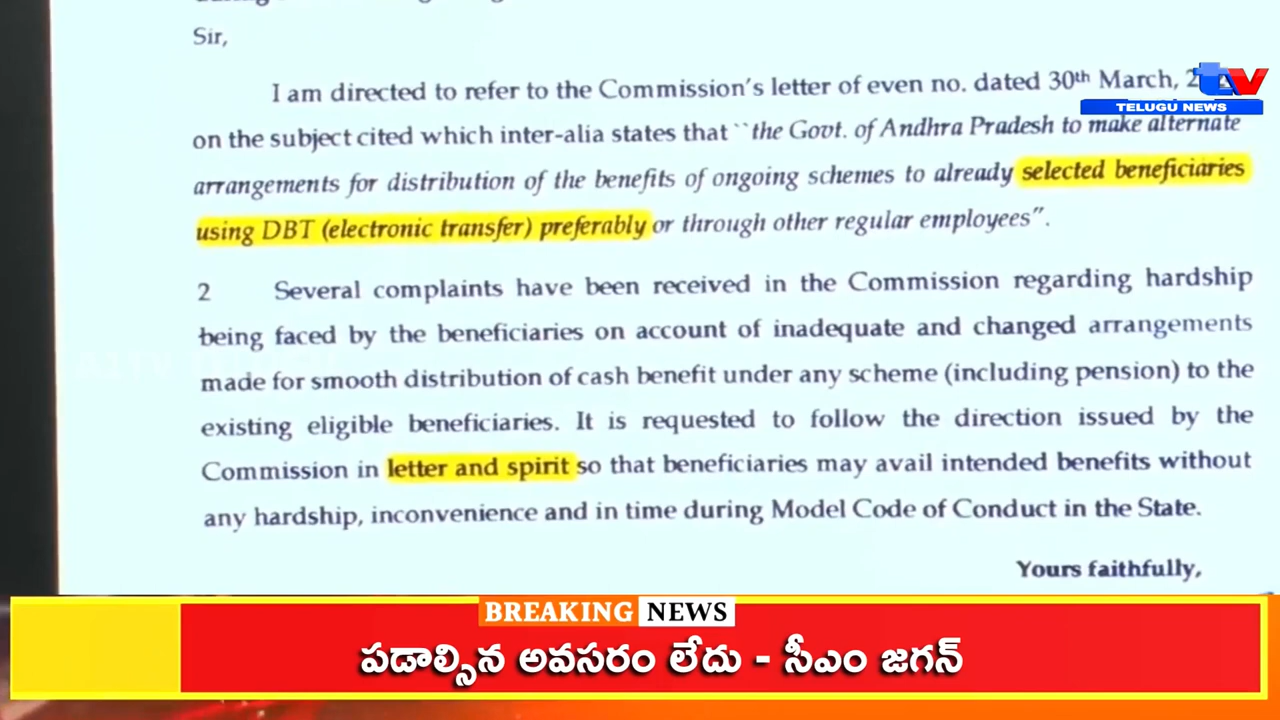 Sir,
I am directed to refer to the Commission's letter of even no. dated 30th March,
on the subject cited which inter-alia states that ``the Govt. of Andhra Pradesh to make alternate
arrangements for distribution of the benefits of ongoing schemes to already selected beneficiaries
using DBT (electronic transfer) preferably or through other regular employees".
2 Several complaints have been received in the Commission regarding hardship
being faced by the beneficiaries on account of inadequate and changed arrangements
made for smooth distribution of cash benefit under any scheme (including pension) to the
existing eligible beneficiaries. It is requested to follow the direction issued by the
Commission in letter and spirit so that beneficiaries may avail intended benefits without
any hardship, inconvenience and in time during Model Code of Conduct in the State.
Yours faithfully,
tv
TELUGU NEWS
BREAKING NEWS
పడాల్సిన అవసరం లేదు - సీఎం జగన్